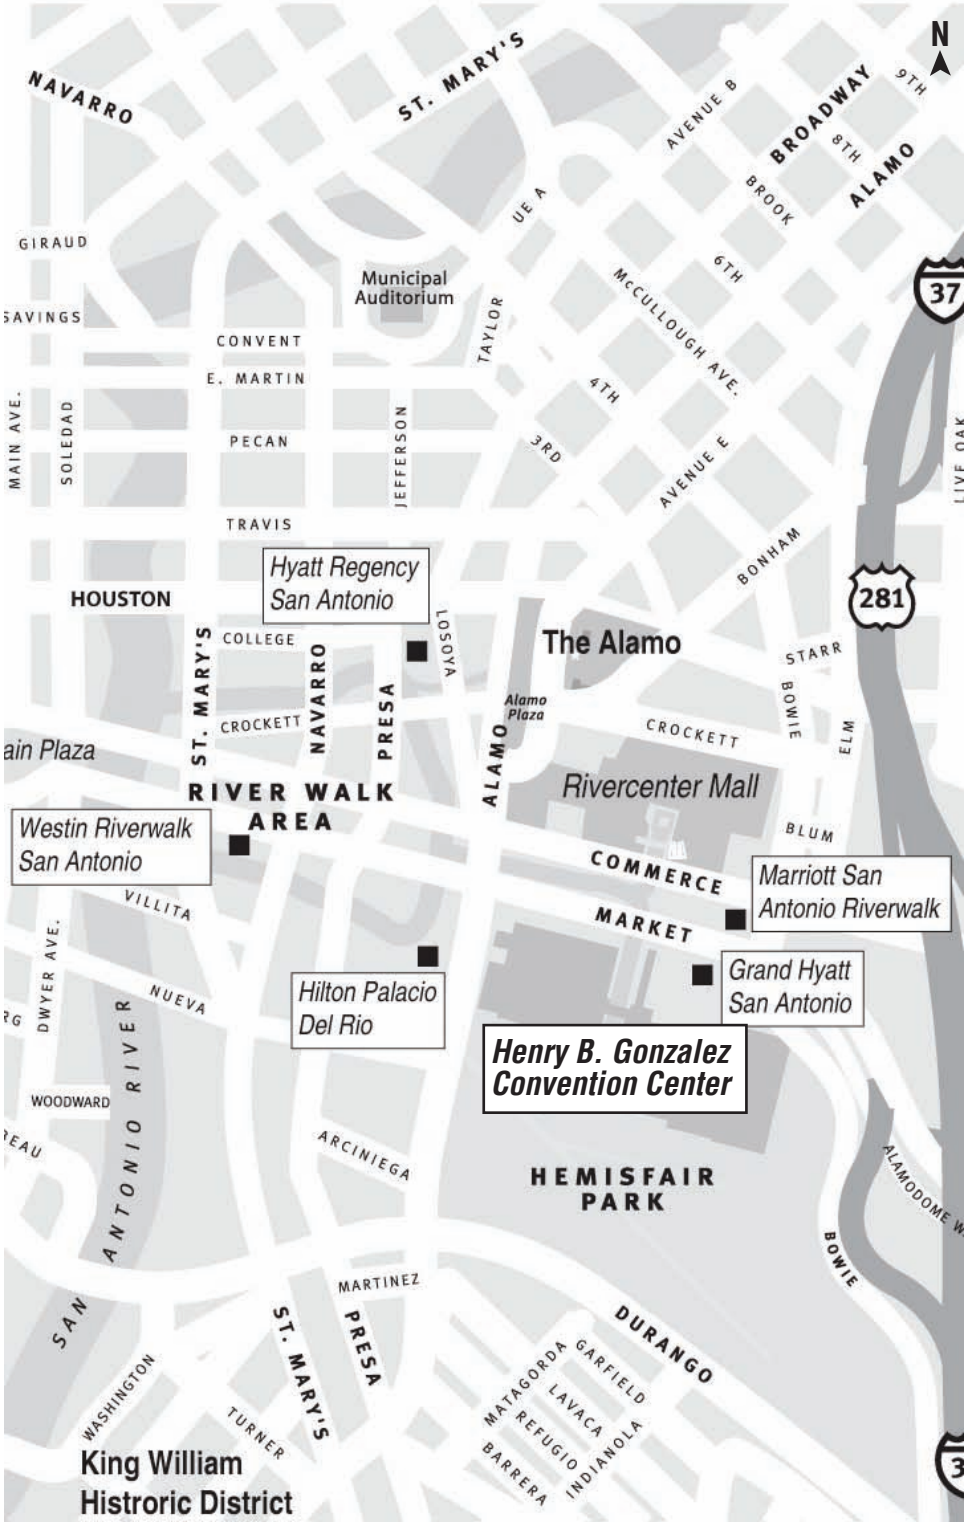 N
NAVARRO
ST. MARY'S
AVENUE B
BROADWAY
9TH
8TH
ALAMO
BROOK
UE A
GIRAUD
6TH
Municipal
Auditorium
McCULLOUGH AVE.
37
SAVINGS
TAYLOR
CONVENT
E. MARTIN
4TH
MAIN AVE.
SOLEDAD
PECAN
JEFFERSON
3RD
AVENUE E
LIVE OAK
TRAVIS
BONHAM
Hyatt Regency
San Antonio
HOUSTON
281
LOSOYA
COLLEGE
The Alamo
STARR
ST. MARY'S
NAVARRO
PRESA
Alamo
Plaza
BOWIE
CROCKETT
CROCKETT
ELM
ain Plaza
ALAMO
RIVER WALK
AREA
Rivercenter Mall
Westin Riverwalk
San Antonio
BLUM
COMMERCE
Marriott San
Antonio Riverwalk
VILLITA
MARKET
DWYER AVE.
Grand Hyatt
San Antonio
Hilton Palacio
Del Rio
NUEVA
RG
Henry B. Gonzalez
Convention Center
WOODWARD
REAU
SAN ANTONIO RIVER
ARCINIEGA
HEMISFAIR
PARK
ALAMODOME W
BOWIE
MARTINEZ
ST. MARY'S
PRESA
DURANGO
MATAGORDA
GARFIELD
LAVACA
REFUGIO
BARRERA
INDIANOLA
WASHINGTON
TURNER
King William
Histroric District
3